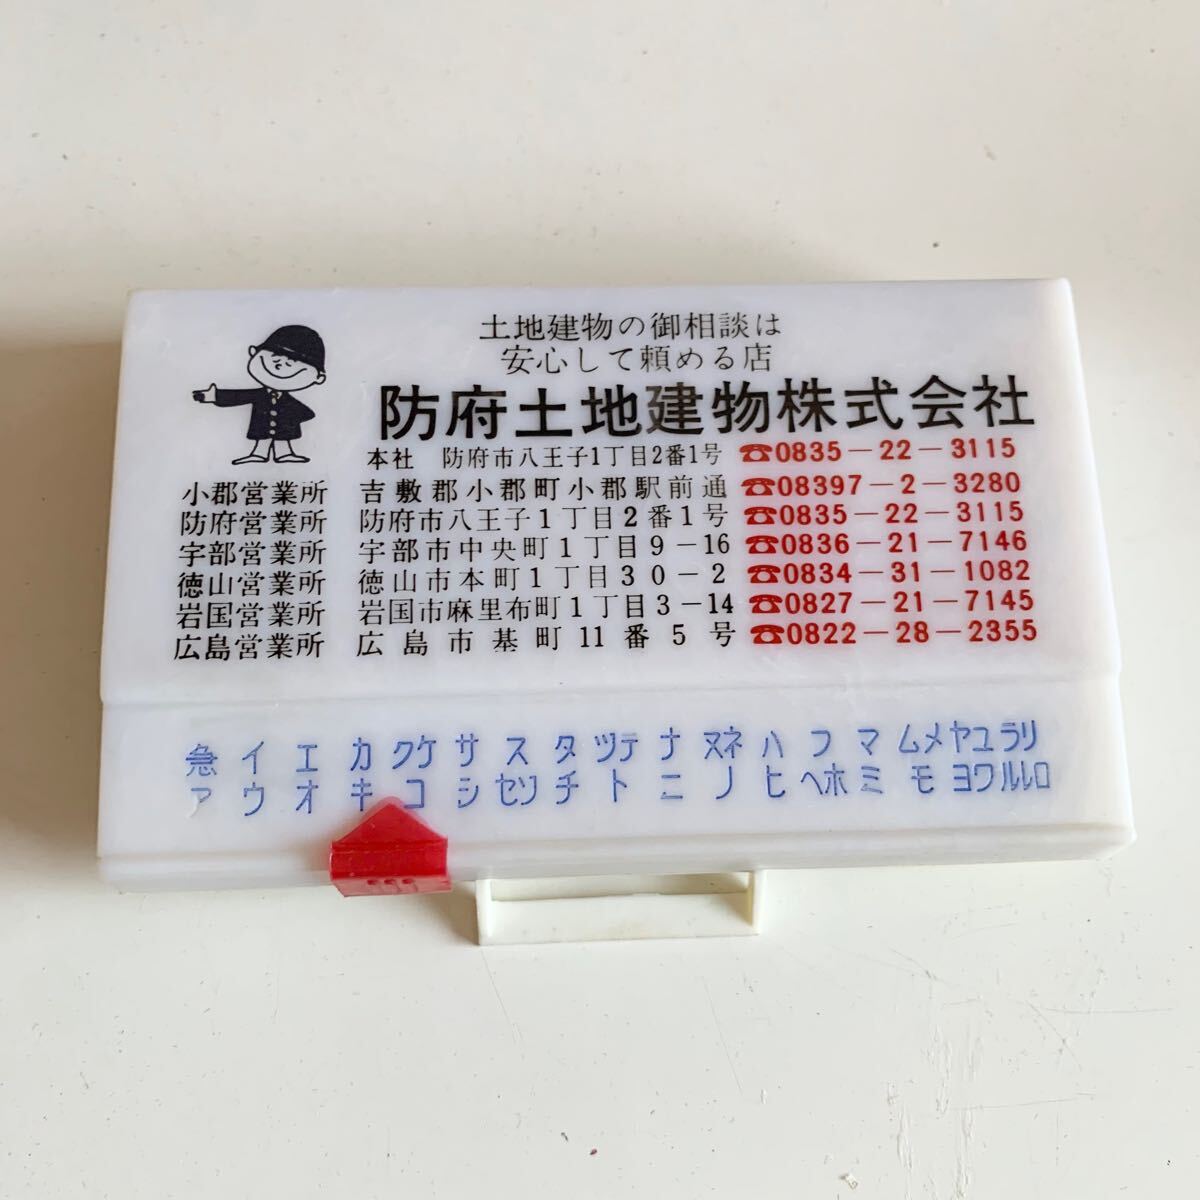 土地建物の御相談は
安心して頼める店
防府土地建物株式会社
本社 防府市八王子1丁目2番1号 ☎0835-22-3115
小郡営業所 吉敷郡小郡町小郡駅前通 ☎08397-2-3280
防府営業所 防府市八王子1丁目2番1号 ☎0835-22-3115
宇部営業所 宇部市中央町1丁目9-16 ☎0836-21-7146
徳山営業所 徳山市本町1丁目30-2 ☎0834-31-1082
岩国営業所 岩国市麻里布町1丁目3-14 ☎0827-21-7145
広島営業所 広島市基町11番5号 ☎0822-28-2355
急 イ エ カ クケ サ ス タ ツテ ナ ヌネ ハ フ マ ムメ ヤユ ラリ
ア ウ オ キ コ シ セソ チ ト ニ ノ ヒ ヘホ ミ モ ヨワ ルレロ